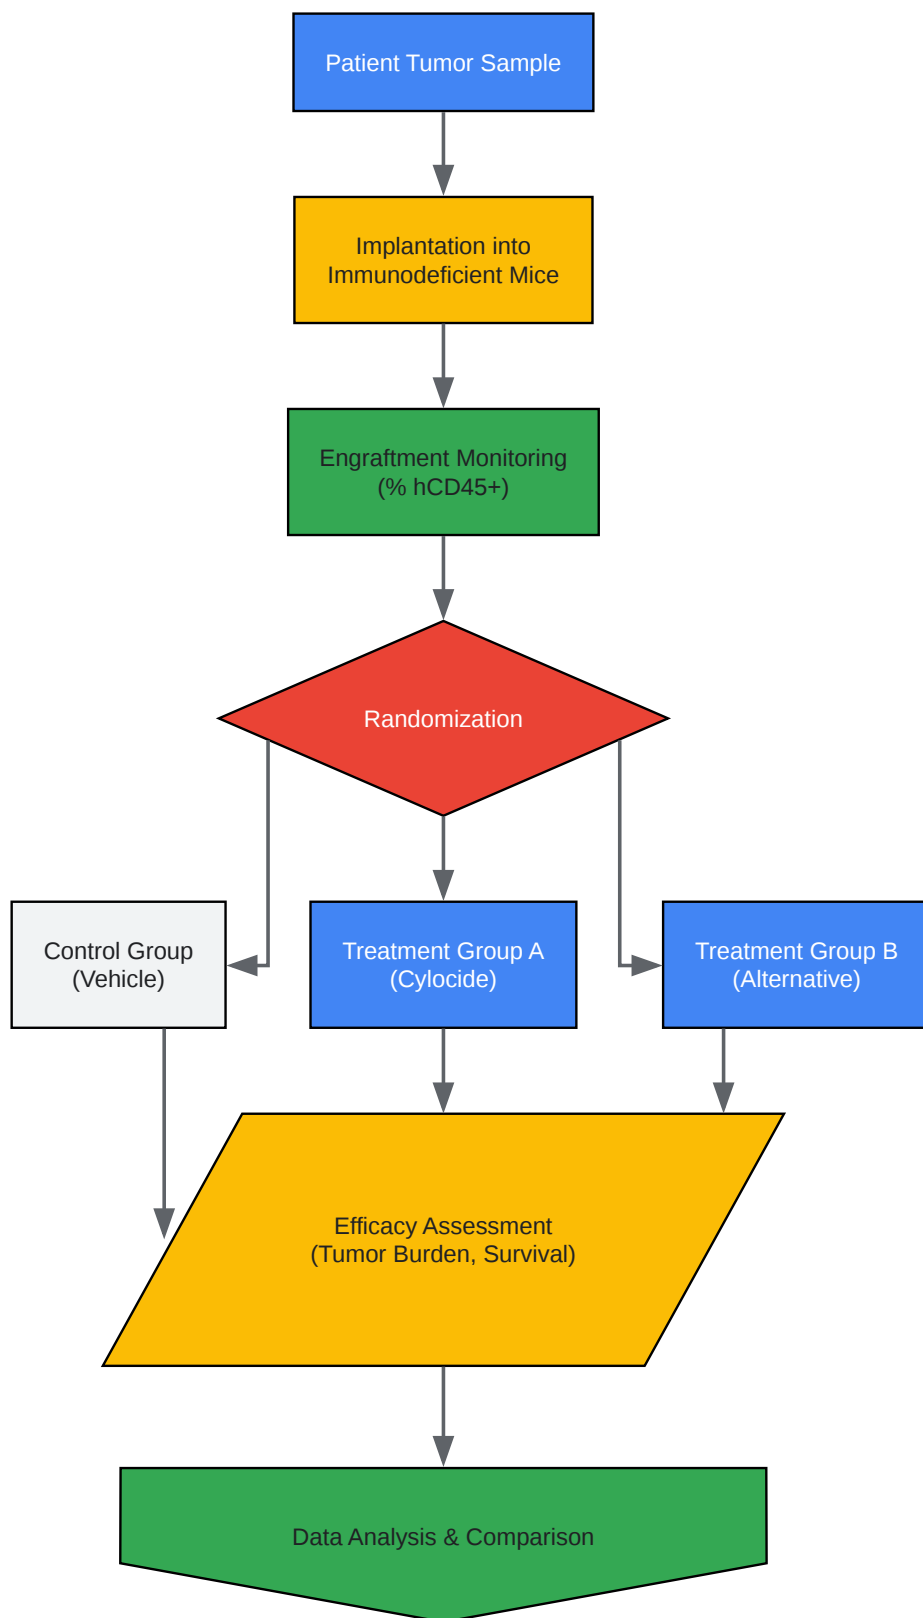 Patient Tumor Sample
Implantation into
Immunodeficient Mice
Engraftment Monitoring
(% hCD45+)
Randomization
Control Group
(Vehicle)
Treatment Group A
(Cylocide)
Treatment Group B
(Alternative)
Efficacy Assessment
(Tumor Burden, Survival)
Data Analysis & Comparison